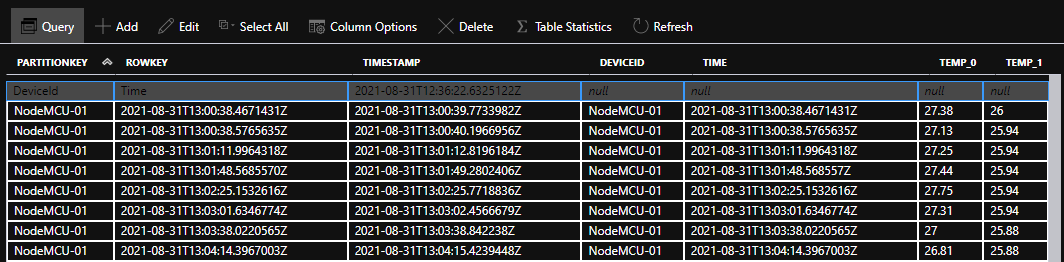 Query Add Edit Select All Column Options Delete Table Statistics Refresh
PARTITIONKEY ROWKEY TIMESTAMP DEVICEID TIME TEMP_0 TEMP_1
DeviceId Time 2021-08-31T12:36:22.6325122Z null null null null
NodeMCU-01 2021-08-31T13:00:38.4671431Z 2021-08-31T13:00:39.7733982Z NodeMCU-01 2021-08-31T13:00:38.4671431Z 27.38 26
NodeMCU-01 2021-08-31T13:00:38.5765635Z 2021-08-31T13:00:40.1966956Z NodeMCU-01 2021-08-31T13:00:38.5765635Z 27.13 25.94
NodeMCU-01 2021-08-31T13:01:11.9964318Z 2021-08-31T13:01:12.8196184Z NodeMCU-01 2021-08-31T13:01:11.9964318Z 27.25 25.94
NodeMCU-01 2021-08-31T13:01:48.5685570Z 2021-08-31T13:01:49.2802406Z NodeMCU-01 2021-08-31T13:01:48.568557Z 27.44 25.94
NodeMCU-01 2021-08-31T13:02:25.1532616Z 2021-08-31T13:02:25.7718836Z NodeMCU-01 2021-08-31T13:02:25.1532616Z 27.75 25.94
NodeMCU-01 2021-08-31T13:03:01.6346774Z 2021-08-31T13:03:02.4566679Z NodeMCU-01 2021-08-31T13:03:01.6346774Z 27.31 25.94
NodeMCU-01 2021-08-31T13:03:38.0220565Z 2021-08-31T13:03:38.842238Z NodeMCU-01 2021-08-31T13:03:38.0220565Z 27 25.88
NodeMCU-01 2021-08-31T13:04:14.3967003Z 2021-08-31T13:04:15.4239448Z NodeMCU-01 2021-08-31T13:04:14.3967003Z 26.81 25.88